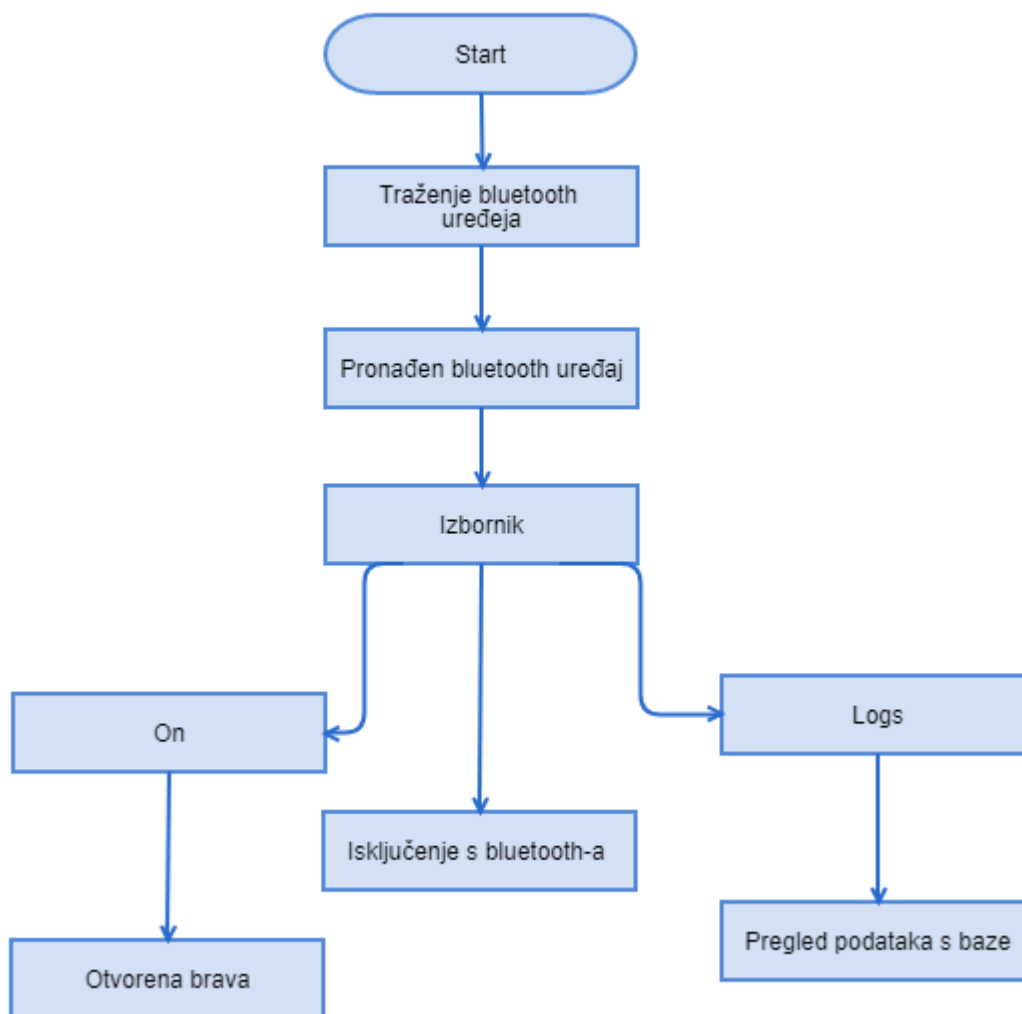 Start
Traženje bluetooth
uređeja
Pronađen bluetooth uređaj
Izbornik
On
Logs
Isključenje s bluetooth-a
Otvorena brava
Pregled podataka s baze